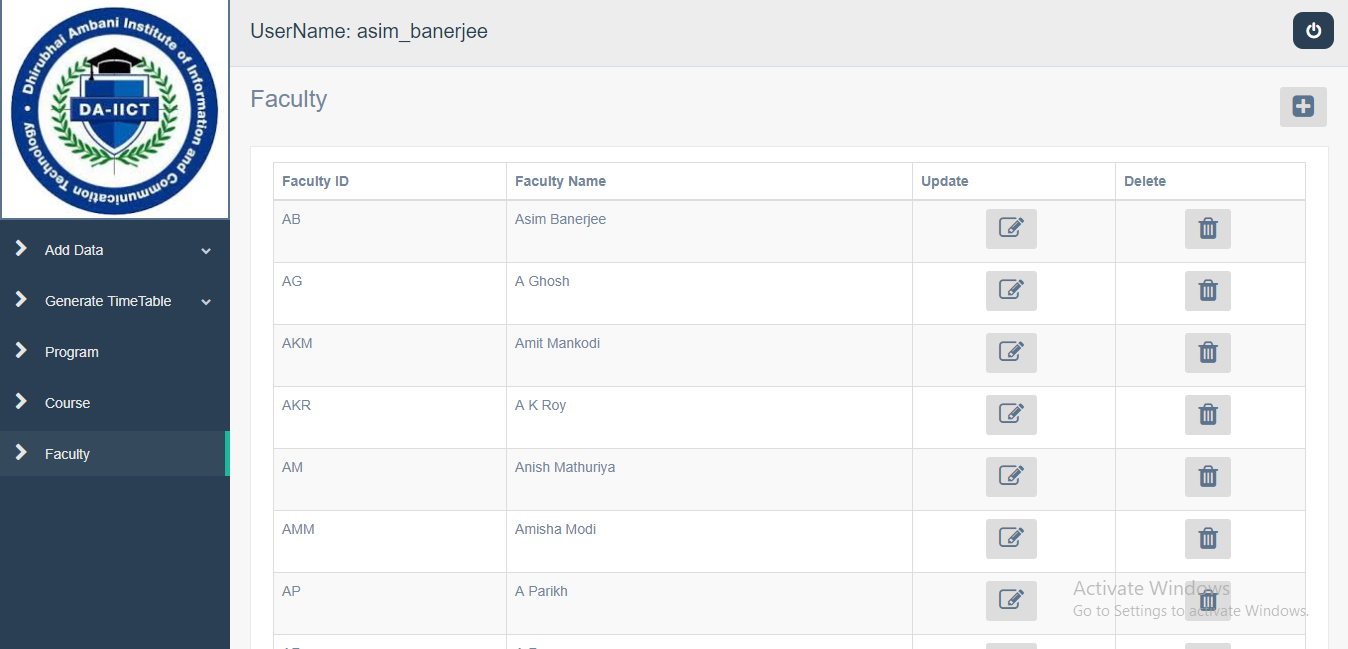 Dhirubhai Ambani Institute of Information and Communication Technology
DA-IICT
UserName: asim_banerjee
Add Data
Generate TimeTable
Program
Course
Faculty
Faculty
Faculty ID Faculty Name Update Delete
AB Asim Banerjee
AG A Ghosh
AKM Amit Mankodi
AKR A K Roy
AM Anish Mathuriya
AMM Amisha Modi
AP A Parikh
Activate Windows
Go to Settings to activate Windows.